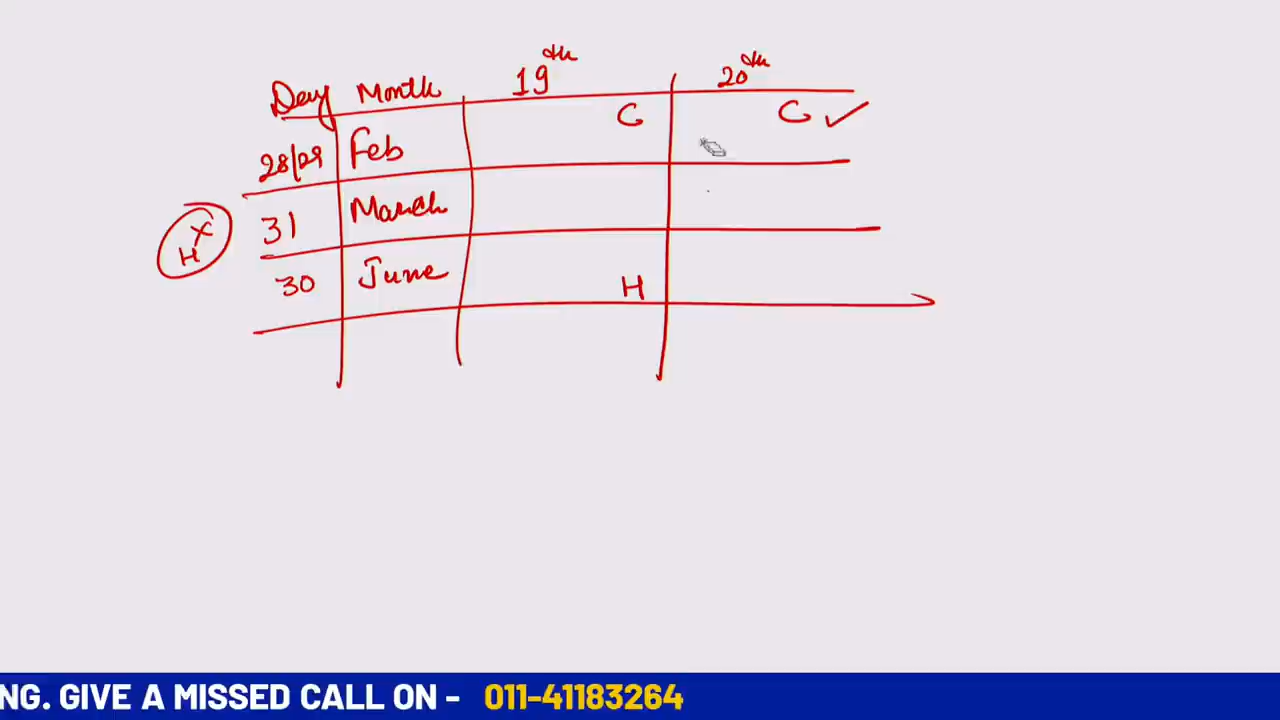 Day Month 19th 20th
28/29 Feb G G ✓
X
H
31 March
30 June H
NG. GIVE A MISSED CALL ON - 011-41183264